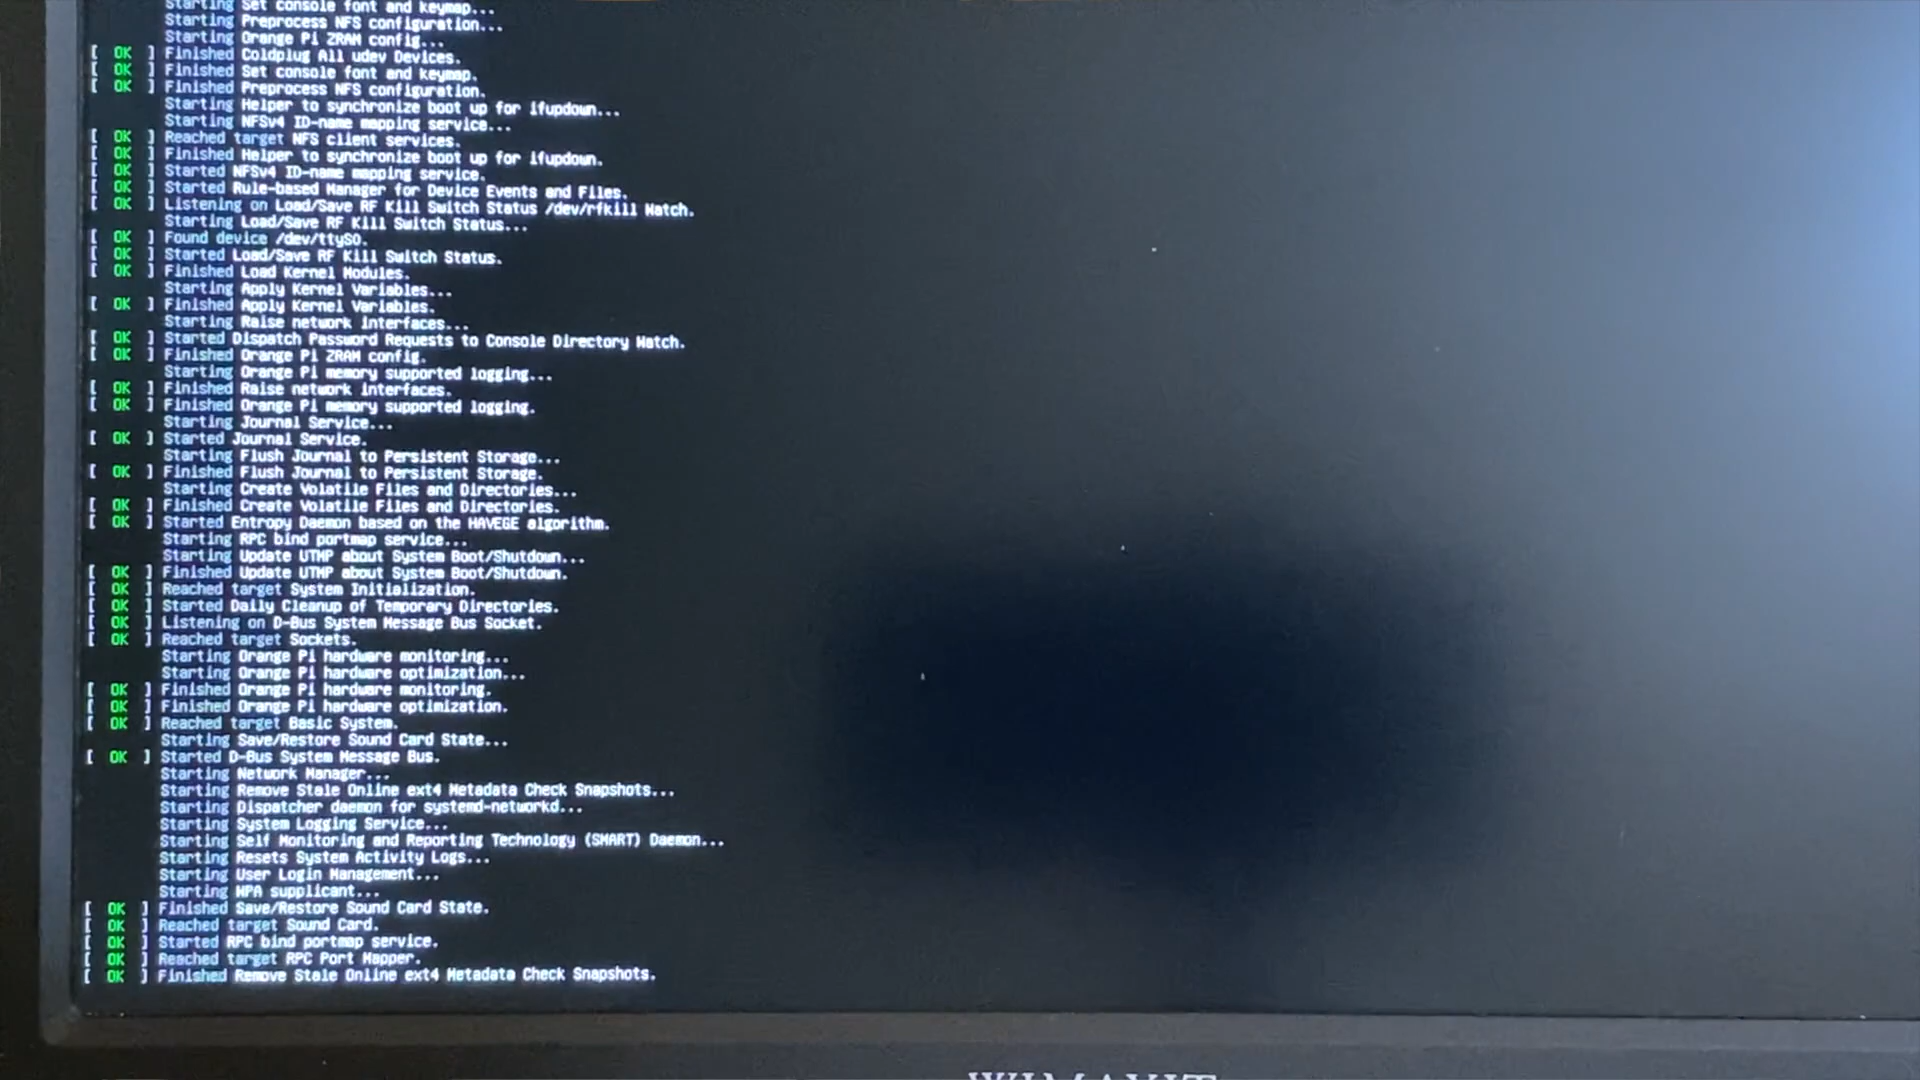 Starting Set console font and keymap...
Starting Preprocess NFS configuration...
Starting Orange Pi ZRAM config...
[ OK ] Finished Coldplug All udev Devices.
[ OK ] Finished Set console font and keymap.
[ OK ] Finished Preprocess NFS configuration.
Starting Helper to synchronize boot up for ifupdown...
Starting NFSv4 ID-name mapping service...
[ OK ] Reached target NFS client services.
[ OK ] Finished Helper to synchronize boot up for ifupdown.
[ OK ] Started NFSv4 ID-name mapping service.
[ OK ] Started Rule-based Manager for Device Events and Files.
[ OK ] Listening on Load/Save RF Kill Switch Status /dev/rfkill Watch.
Starting Load/Save RF Kill Switch Status...
[ OK ] Found device /dev/ttyS0.
[ OK ] Started Load/Save RF Kill Switch Status.
[ OK ] Finished Load Kernel Modules.
Starting Apply Kernel Variables...
[ OK ] Finished Apply Kernel Variables.
Starting Raise network interfaces...
[ OK ] Started Dispatch Password Requests to Console Directory Watch.
[ OK ] Finished Orange Pi ZRAM config.
Starting Orange Pi memory supported logging...
[ OK ] Finished Raise network interfaces.
[ OK ] Finished Orange Pi memory supported logging.
Starting Journal Service...
[ OK ] Started Journal Service.
Starting Flush Journal to Persistent Storage...
[ OK ] Finished Flush Journal to Persistent Storage.
Starting Create Volatile Files and Directories...
[ OK ] Finished Create Volatile Files and Directories.
[ OK ] Started Entropy Daemon based on the HAVEGE algorithm.
Starting RPC bind portmap service...
Starting Update UTMP about System Boot/Shutdown...
[ OK ] Finished Update UTMP about System Boot/Shutdown.
[ OK ] Reached target System Initialization.
[ OK ] Started Daily Cleanup of Temporary Directories.
[ OK ] Listening on D-Bus System Message Bus Socket.
[ OK ] Reached target Sockets.
Starting Orange Pi hardware monitoring...
Starting Orange Pi hardware optimization...
[ OK ] Finished Orange Pi hardware monitoring.
[ OK ] Finished Orange Pi hardware optimization.
[ OK ] Reached target Basic System.
Starting Save/Restore Sound Card State...
[ OK ] Started D-Bus System Message Bus.
Starting Network Manager...
Starting Remove Stale Online ext4 Metadata Check Snapshots...
Starting Dispatcher daemon for systemd-networkd...
Starting System Logging Service...
Starting Self Monitoring and Reporting Technology (SMART) Daemon...
Starting Resets System Activity Logs...
Starting User Login Management...
Starting WPA supplicant...
[ OK ] Finished Save/Restore Sound Card State.
[ OK ] Reached target Sound Card.
[ OK ] Started RPC bind portmap service.
[ OK ] Reached target RPC Port Mapper.
[ OK ] Finished Remove Stale Online ext4 Metadata Check Snapshots.